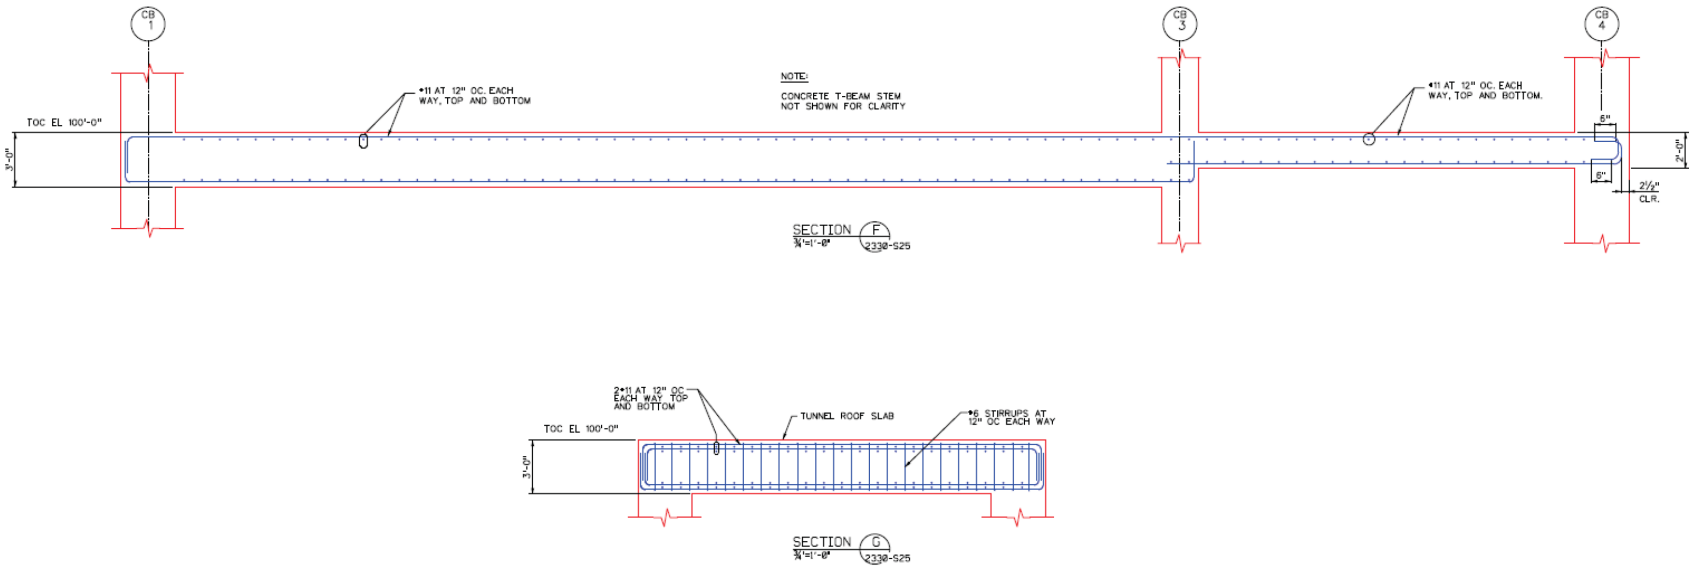 CB
1
CB
3
CB
4
NOTE:
CONCRETE T-BEAM STEM
NOT SHOWN FOR CLARITY
#11 AT 12" OC. EACH
WAY, TOP AND BOTTOM
#11 AT 12" OC. EACH
WAY, TOP AND BOTTOM.
TOC EL 100'-0"
3'-0"
6"
6"
2'-0"
2½"
CLR.
SECTION F
¾"=1'-0" 2330-S25
2#11 AT 12" OC
EACH WAY TOP
AND BOTTOM
TUNNEL ROOF SLAB
#6 STIRRUPS AT
12" OC EACH WAY
TOC EL 100'-0"
3'-0"
SECTION G
¾"=1'-0" 2330-S25